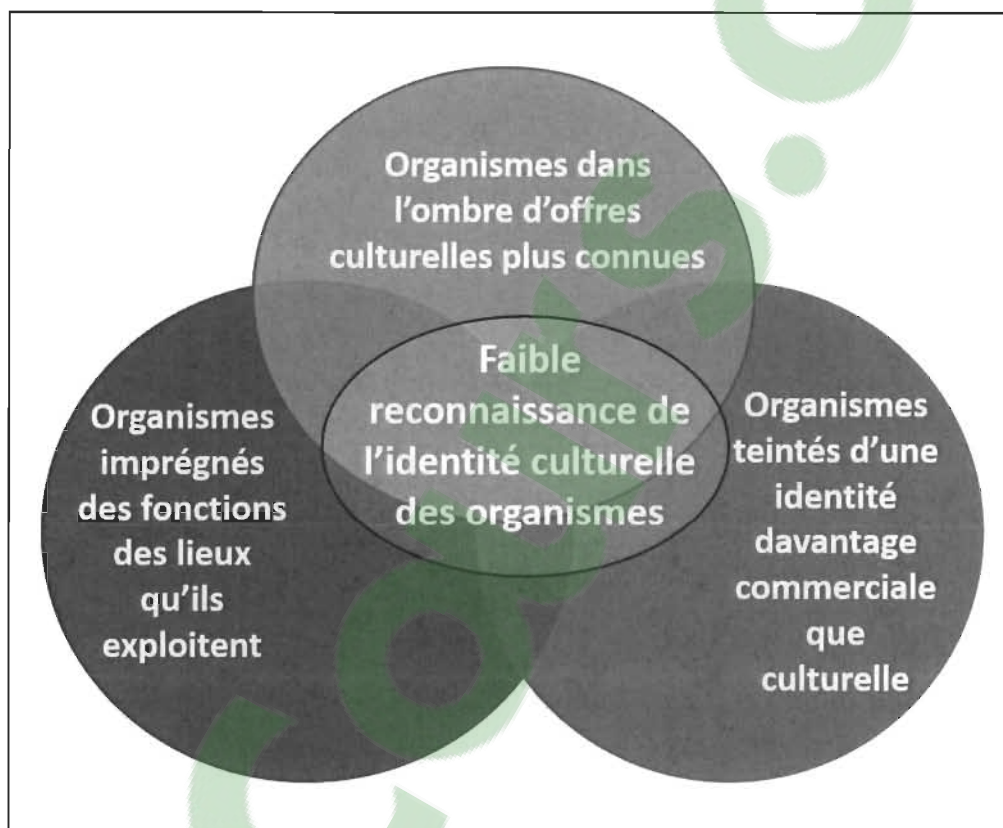 Organismes dans
l'ombre d'offres
culturelles plus connues
Faible
reconnaissance de
l'identité culturelle
des organismes
Organismes
imprégnés
des fonctions
des lieux
qu'ils
exploitent
Organismes
teintés d'une
identité
davantage
commerciale
que
culturelle